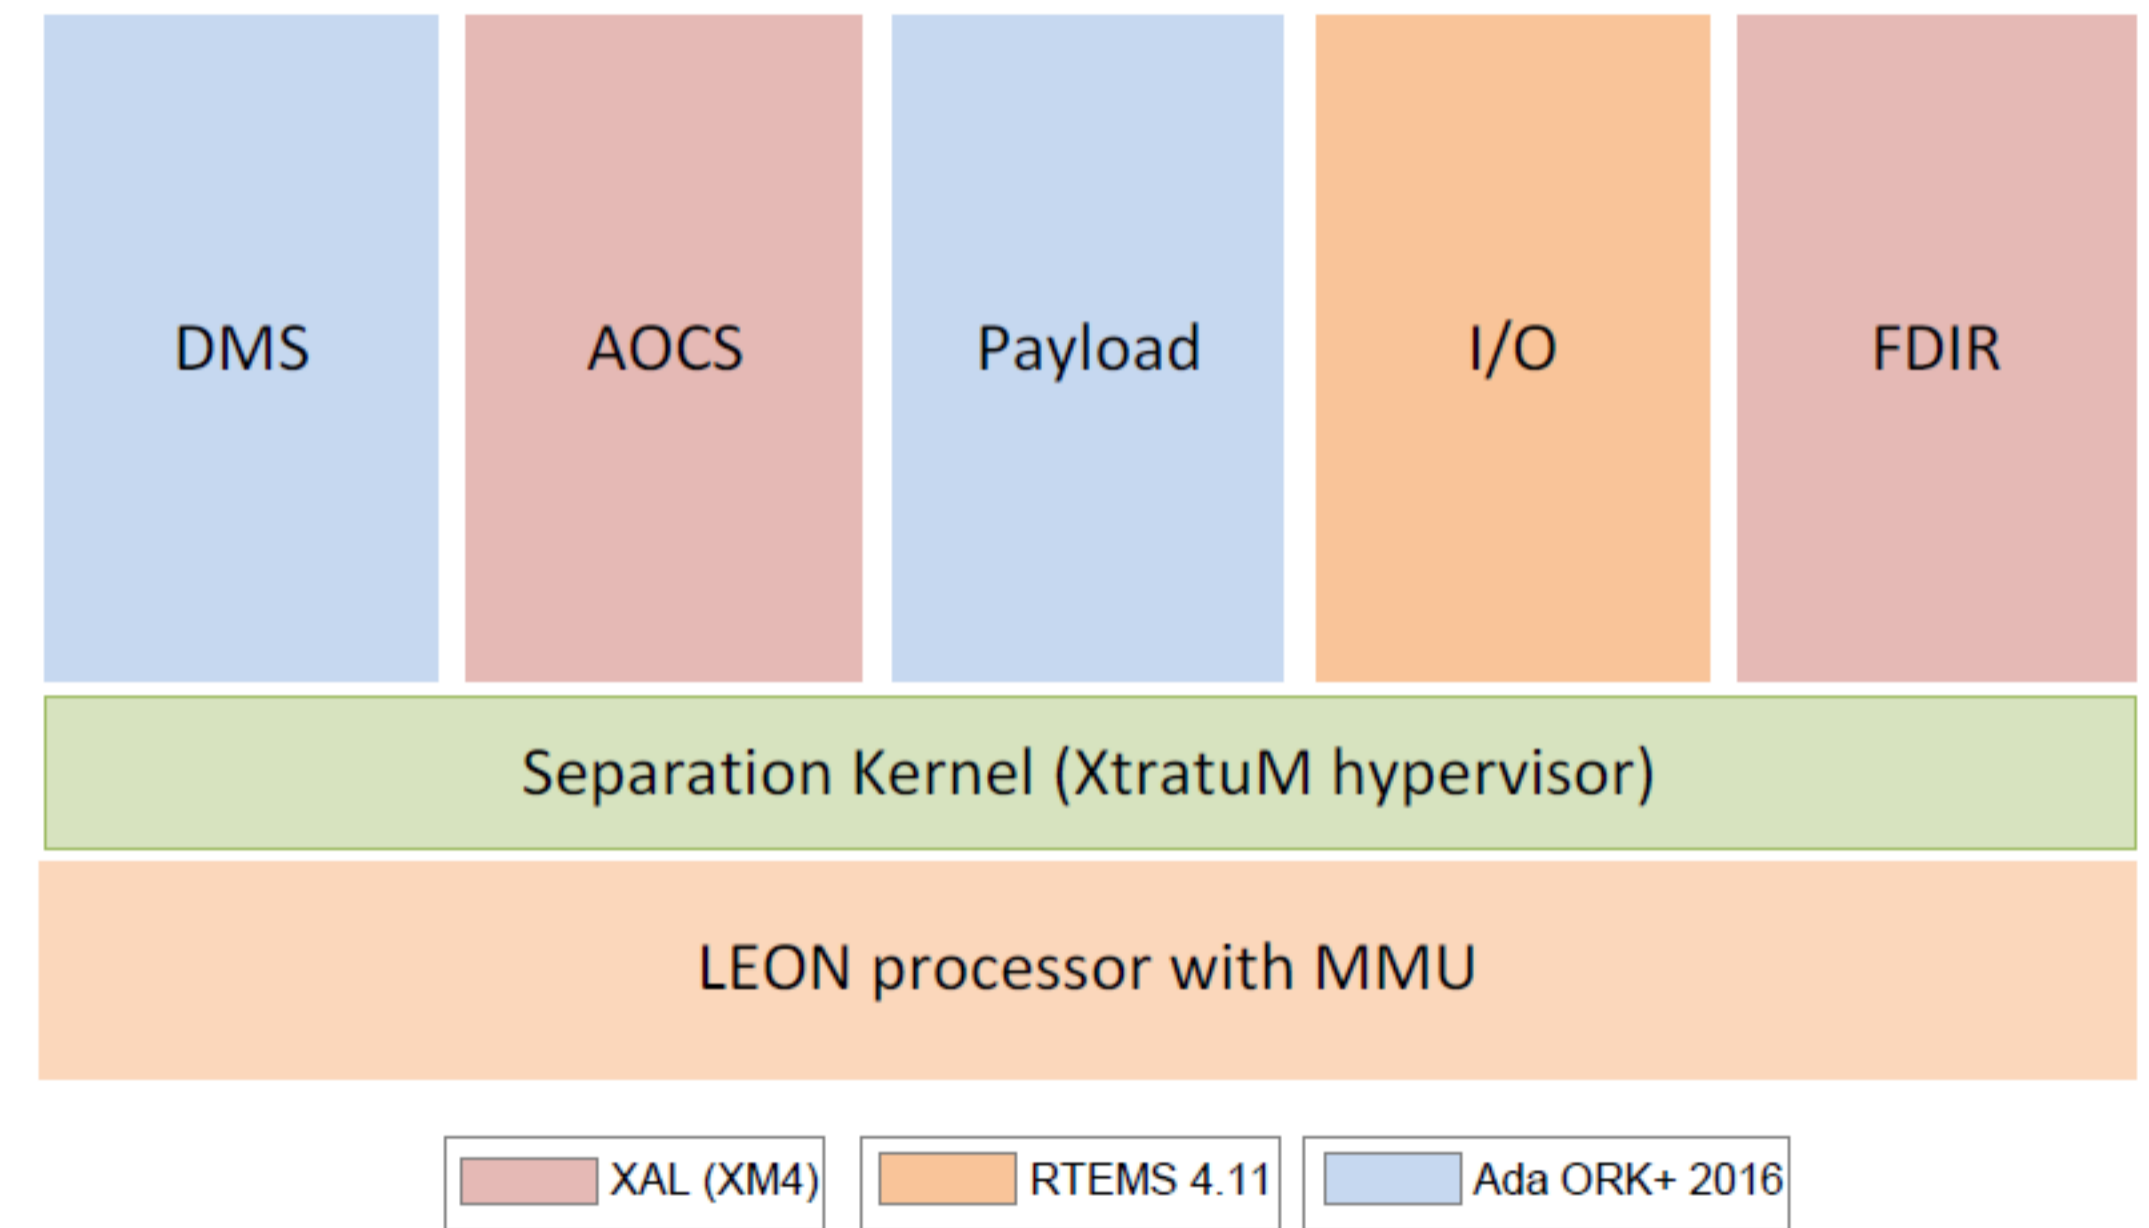 DMS
AOCS
Payload
I/O
FDIR
Separation Kernel (XtratuM hypervisor)
LEON processor with MMU
XAL (XM4)
RTEMS 4.11
Ada ORK+ 2016